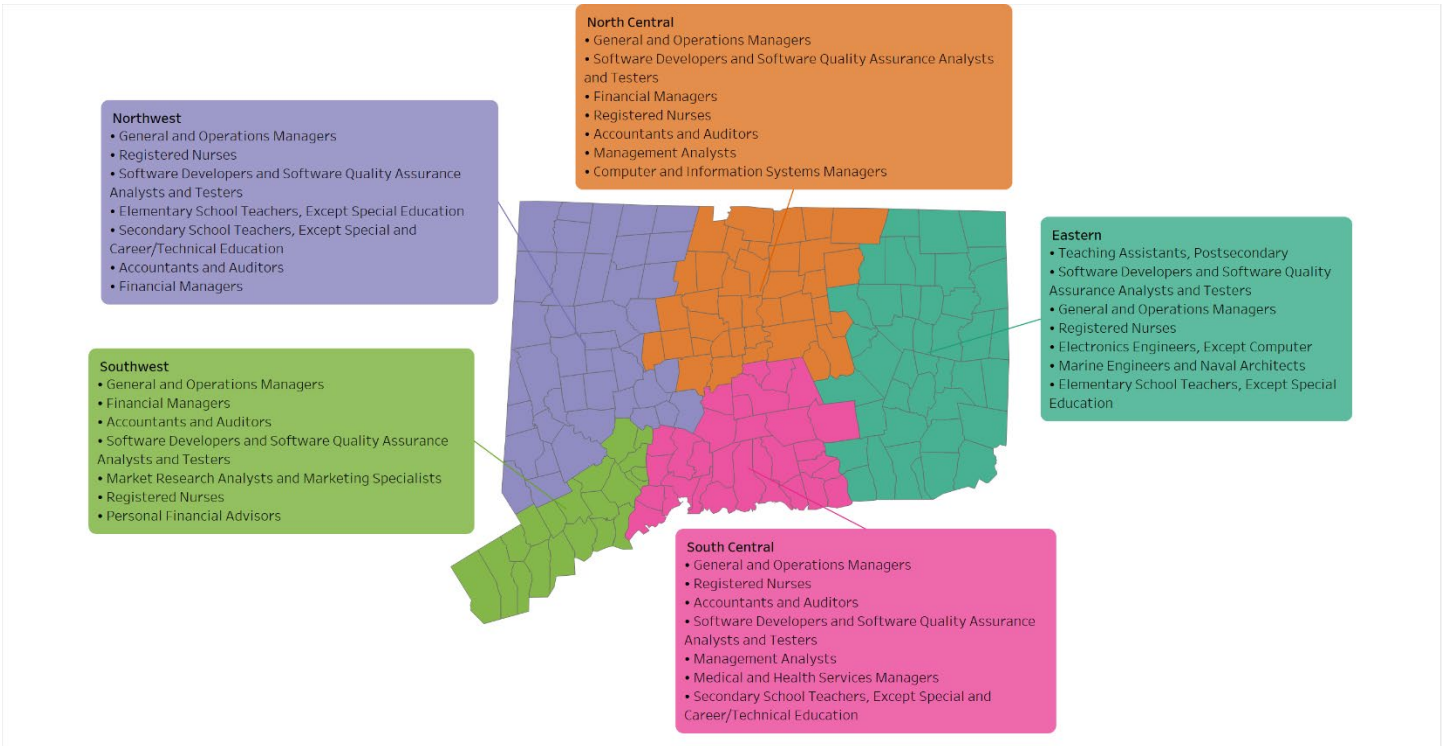 North Central
• General and Operations Managers
• Software Developers and Software Quality Assurance Analysts
and Testers
• Financial Managers
• Registered Nurses
• Accountants and Auditors
• Management Analysts
• Computer and Information Systems Managers
Northwest
• General and Operations Managers
• Registered Nurses
• Software Developers and Software Quality Assurance
Analysts and Testers
• Elementary School Teachers, Except Special Education
• Secondary School Teachers, Except Special and
Career/Technical Education
• Accountants and Auditors
• Financial Managers
Eastern
• Teaching Assistants, Postsecondary
• Software Developers and Software Quality
Assurance Analysts and Testers
• General and Operations Managers
• Registered Nurses
• Electronics Engineers, Except Computer
• Marine Engineers and Naval Architects
• Elementary School Teachers, Except Special
Education
Southwest
• General and Operations Managers
• Financial Managers
• Accountants and Auditors
• Software Developers and Software Quality Assurance
Analysts and Testers
• Market Research Analysts and Marketing Specialists
• Registered Nurses
• Personal Financial Advisors
South Central
• General and Operations Managers
• Registered Nurses
• Accountants and Auditors
• Software Developers and Software Quality Assurance
Analysts and Testers
• Management Analysts
• Medical and Health Services Managers
• Secondary School Teachers, Except Special and
Career/Technical Education